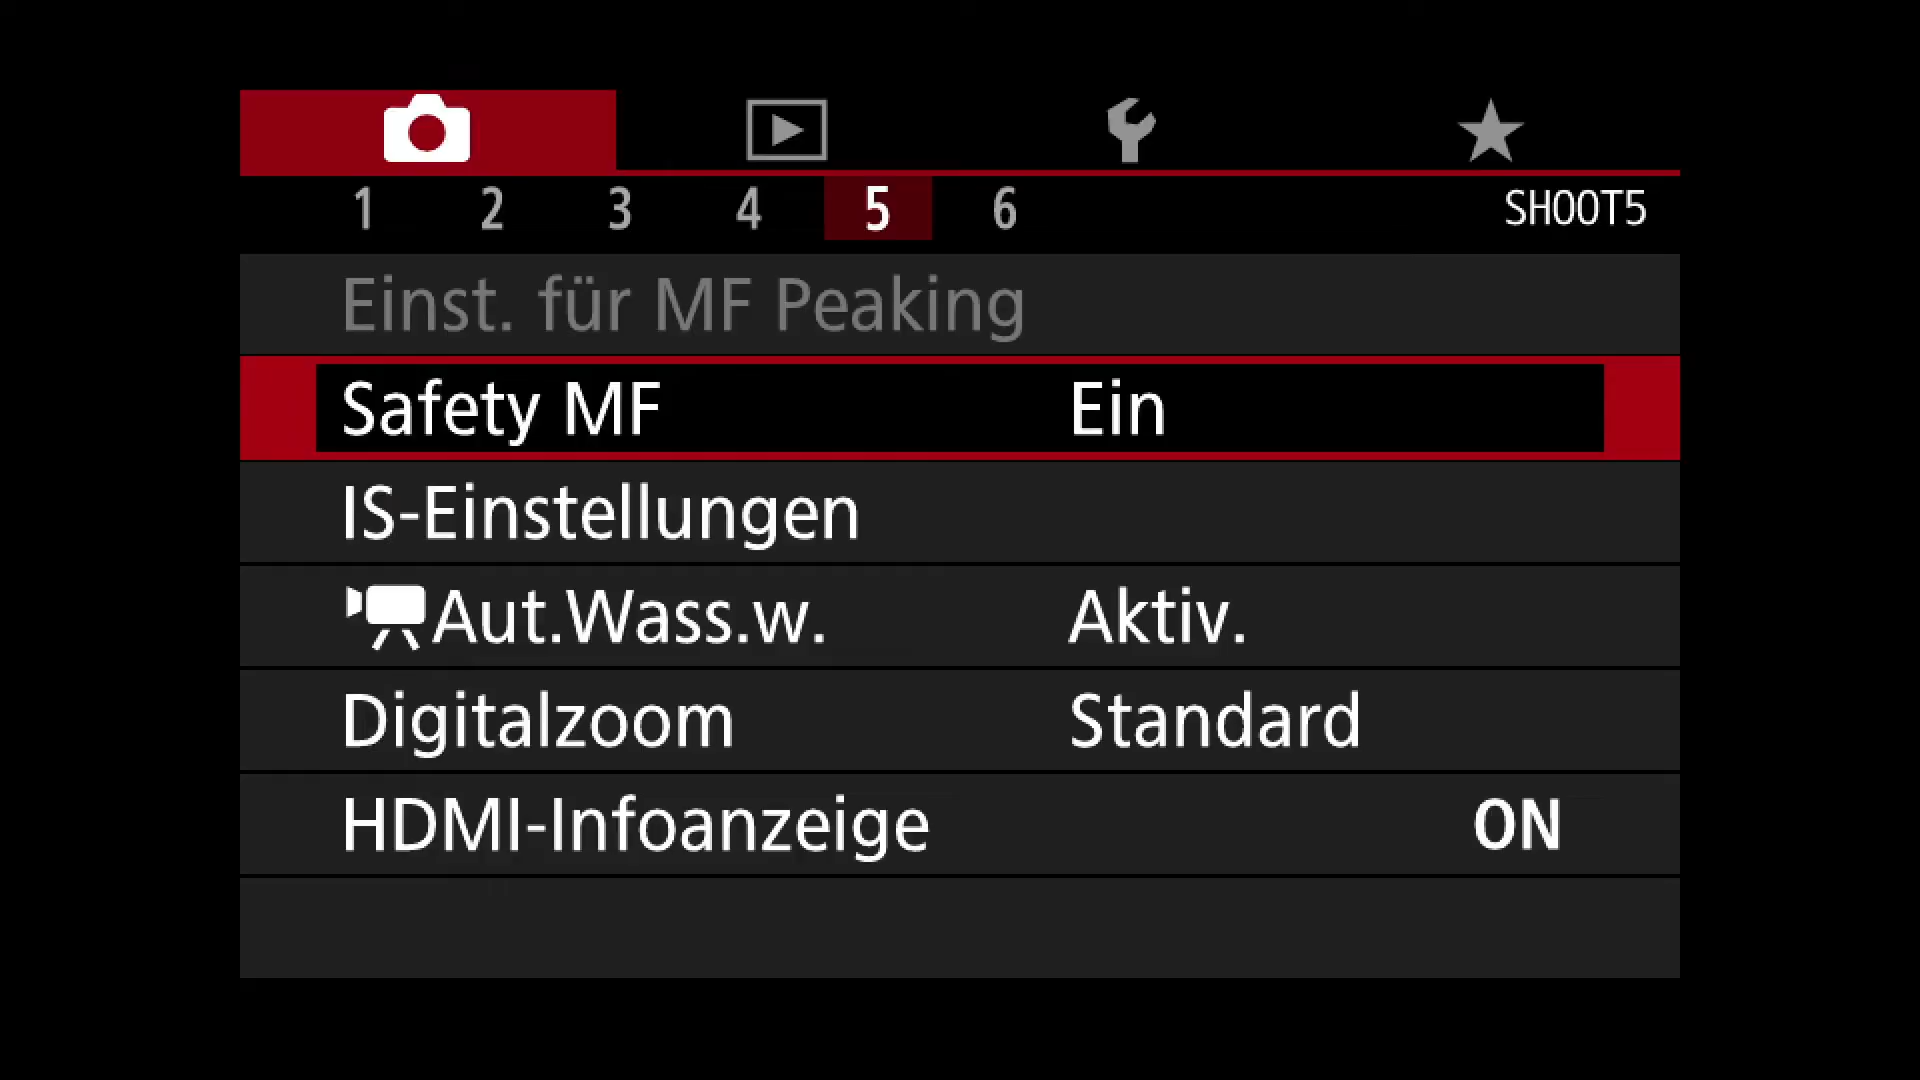 1 2 3 4 5 6 SHOOT5
Einst. für MF Peaking
Safety MF Ein
IS-Einstellungen
Aut.Wass.w. Aktiv.
Digitalzoom Standard
HDMI-Infoanzeige ON